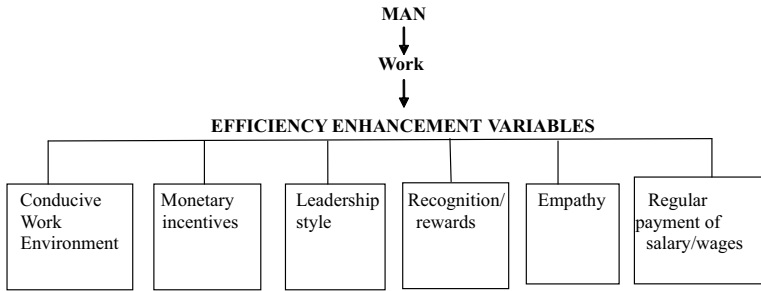 MAN
Work
EFFICIENCY ENHANCEMENT VARIABLES
Conducive
Work
Environment
Monetary
incentives
Leadership
style
Recognition/
rewards
Empathy
Regular
payment of
salary/wages